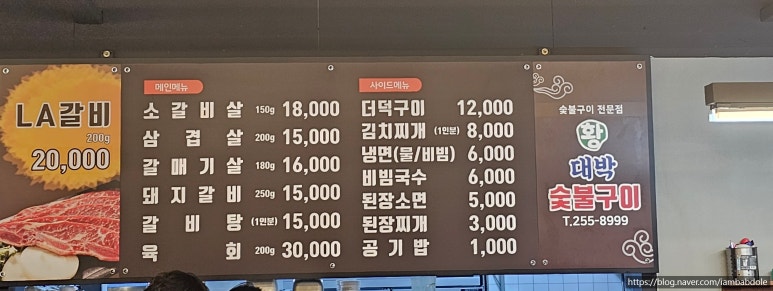 LA갈비
200g
20,000
메인메뉴
소갈비살 150g 18,000
삼겹살 200g 15,000
갈매기살 180g 16,000
돼지갈비 250g 15,000
갈비탕 (1인분) 15,000
육회 200g 30,000
사이드메뉴
더덕구이 12,000
김치찌개 (1인분) 8,000
냉면(물/비빔) 6,000
비빔국수 6,000
된장소면 5,000
된장찌개 3,000
공기밥 1,000
숯불구이 전문점
황
대박
숯불구이
T.255-8999
https://blog.naver.com/iambabdole